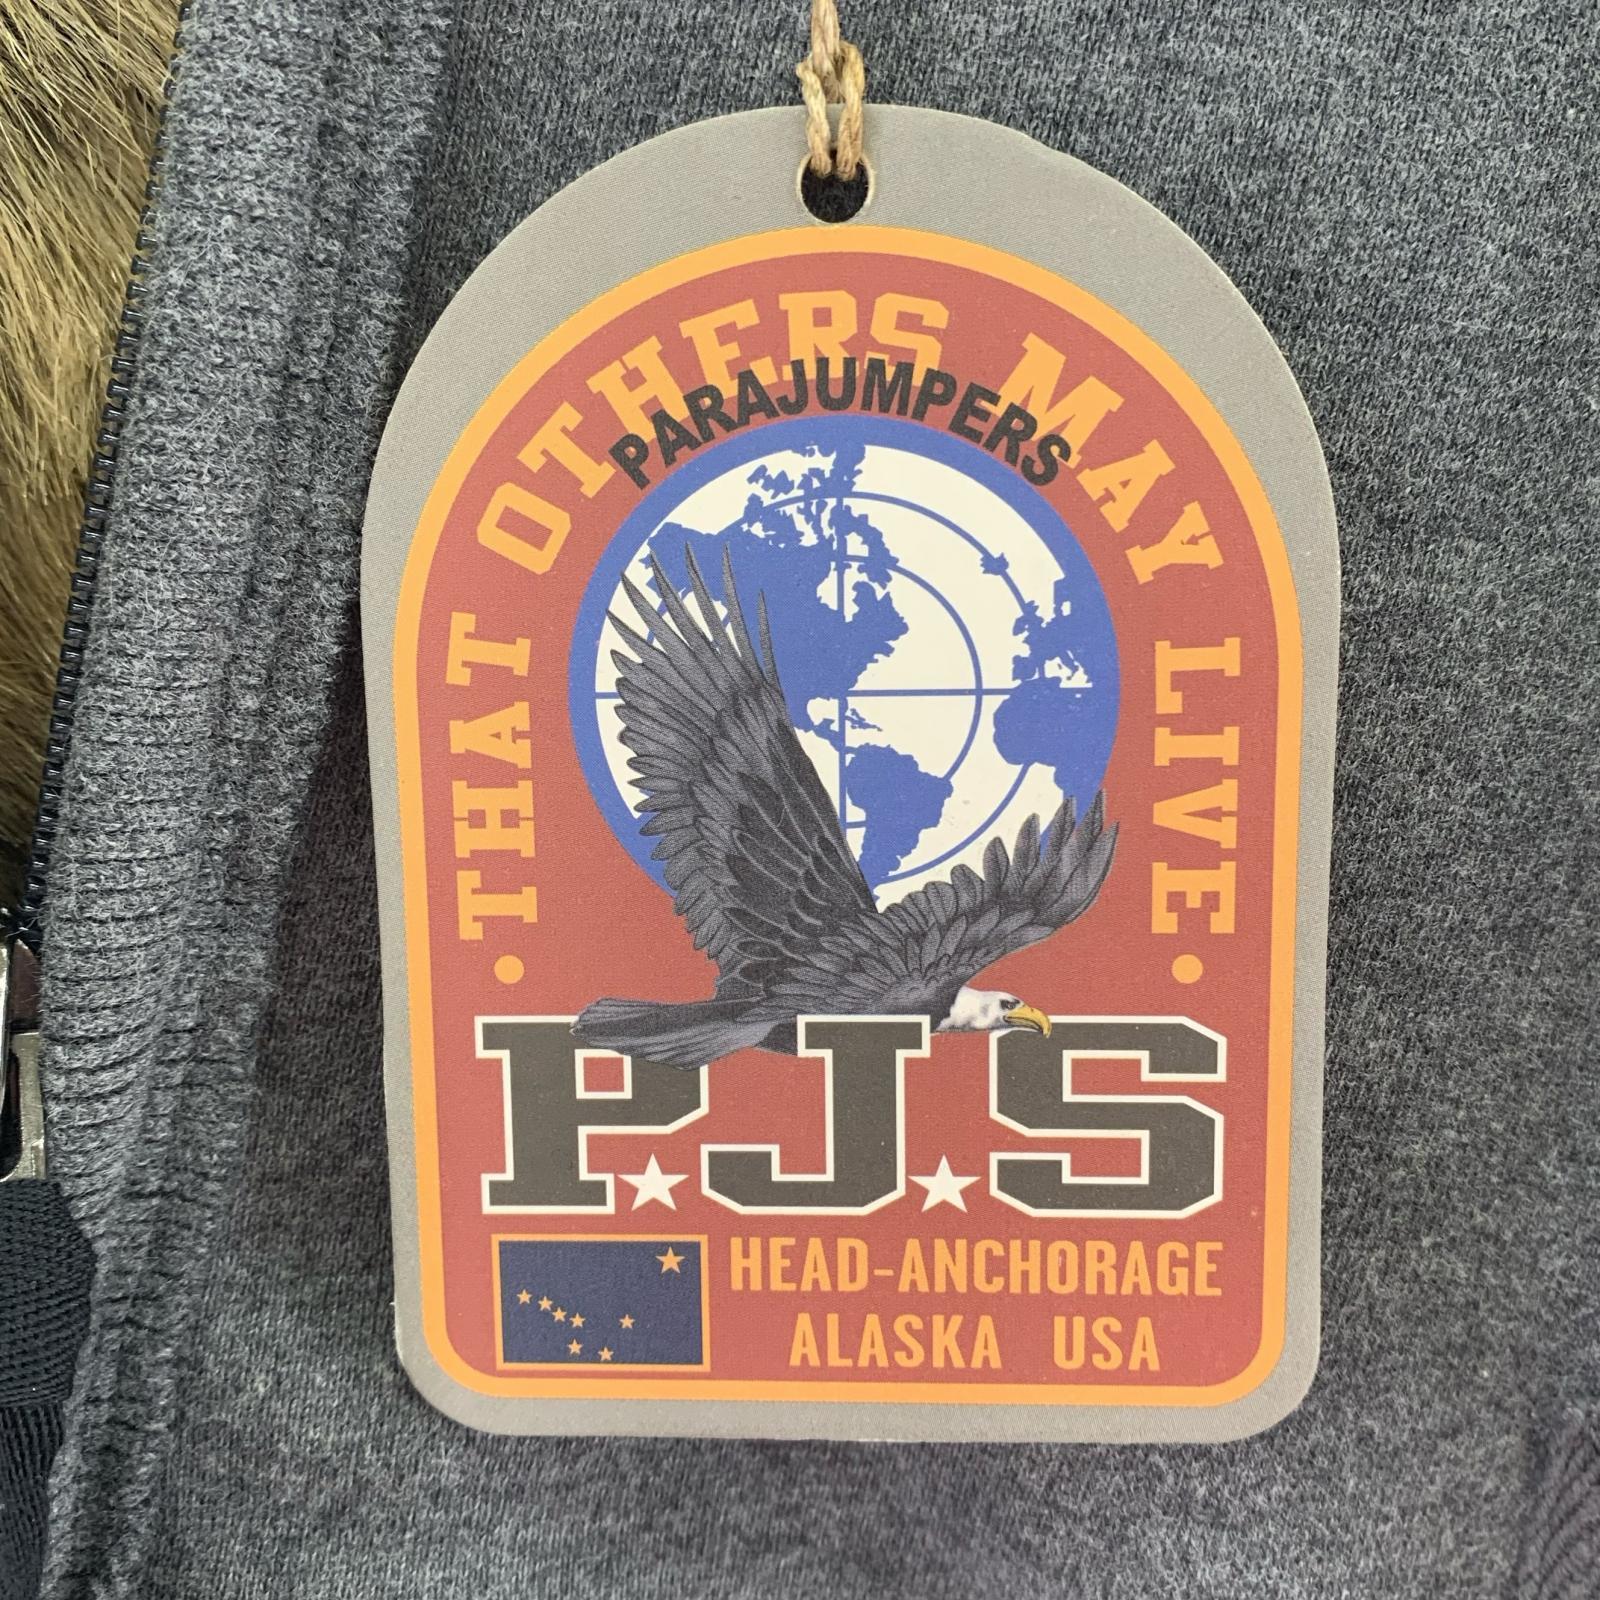 THAT OTHERS MAY LIVE
PARAJUMPERS
P.J.S
HEAD-ANCHORAGE
ALASKA USA